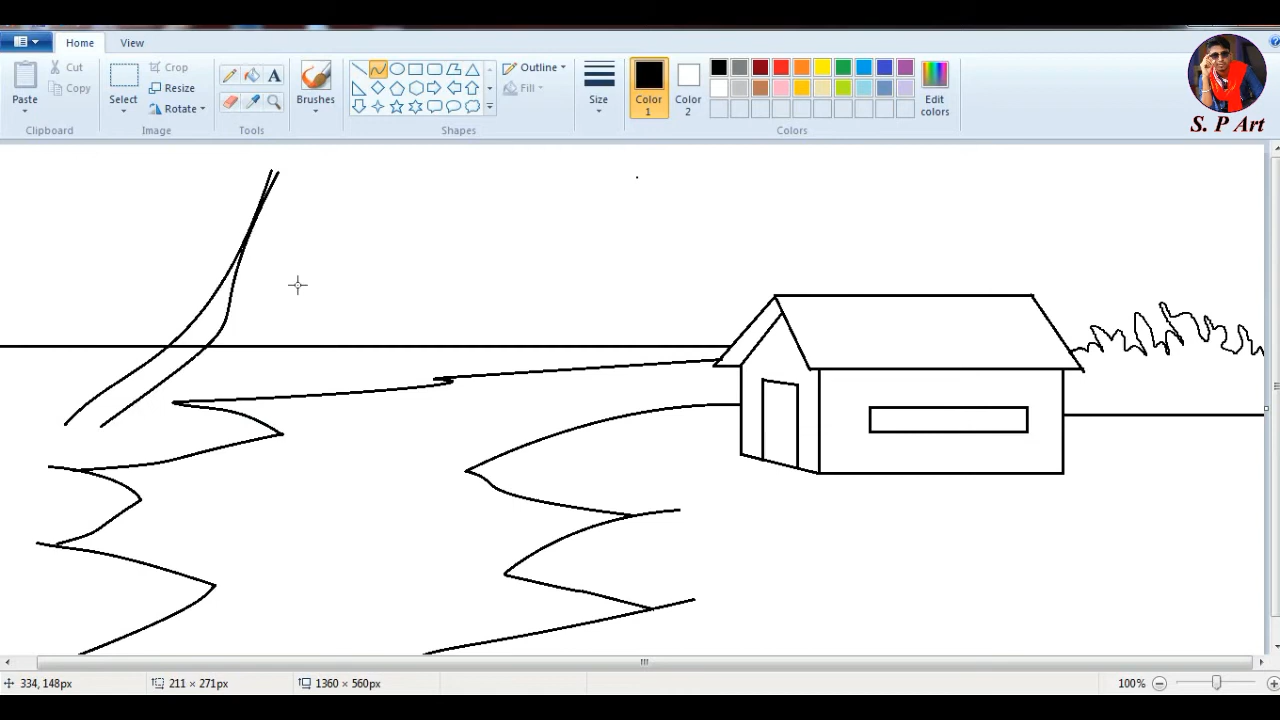 Home
View
Paste
Cut
Copy
Clipboard
Select
Crop
Resize
Rotate
Image
A
Tools
Brushes
Outline
Fill
Shapes
Size
Color
1
Color
2
Edit
colors
Colors
S. P Art
334, 148px
211 × 271px
1360 × 560px
100%